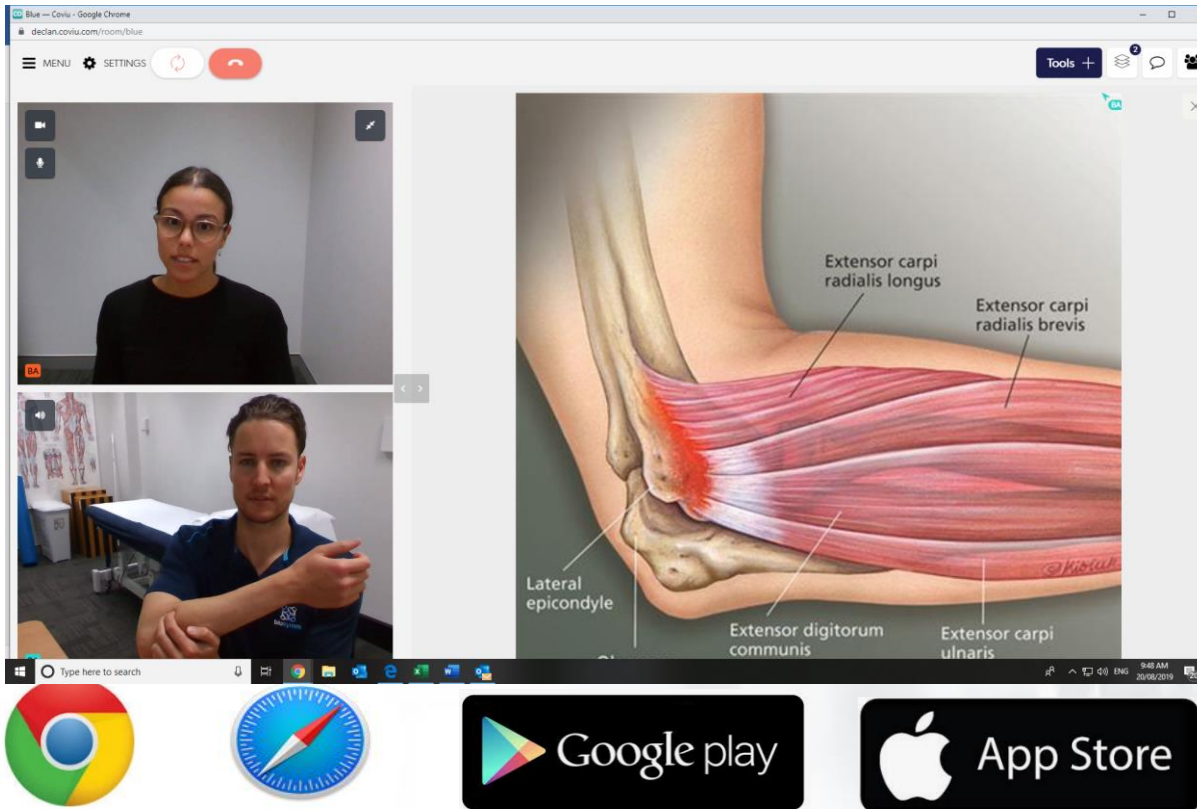 Blue — Coviu - Google Chrome
declan.coviu.com/room/blue
MENU
SETTINGS
Tools +
2
BA
BA
Extensor carpi
radialis longus
Extensor carpi
radialis brevis
Lateral
epicondyle
Extensor digitorum
communis
Extensor carpi
ulnaris
Type here to search
ENG
9:48 AM
20/08/2019
Google play
App Store